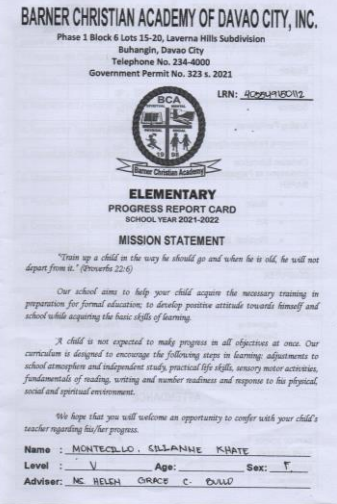 BARNER CHRISTIAN ACADEMY OF DAVAO CITY, INC.
Phase 1 Block 6 Lots 15-20, Laverna Hills Subdivision
Buhangin, Davao City
Telephone No. 234-4000
Government Permit No. 323 s. 2021
LRN:
BCA
Barner Christian Academy
ELEMENTARY
PROGRESS REPORT CARD
SCHOOL YEAR 2021-2022
MISSION STATEMENT
"Train up a child in the way he should go and when he is old, he will not
depart from it." (Proverbs 22:6)
Our school aims to help your child acquire the necessary training in
preparation for formal education; to develop positive attitude towards himself and
school while acquiring the basic skills of learning.
A child is not expected to make progress in all objectives at once. Our
curriculum is designed to encourage the following steps in learning: adjustments to
school atmosphere and independent study, practical life skills, sensory motor activities,
fundamentals of reading, writing and number readiness and response to his physical,
social and spiritual environment.
We hope that you will welcome an opportunity to confer with your child's
teacher regarding his/her progress.
Name : MONTECILLO, KHATE
Level : V Age: Sex: F
Adviser: MS. HELEN GRACE C. BULLO